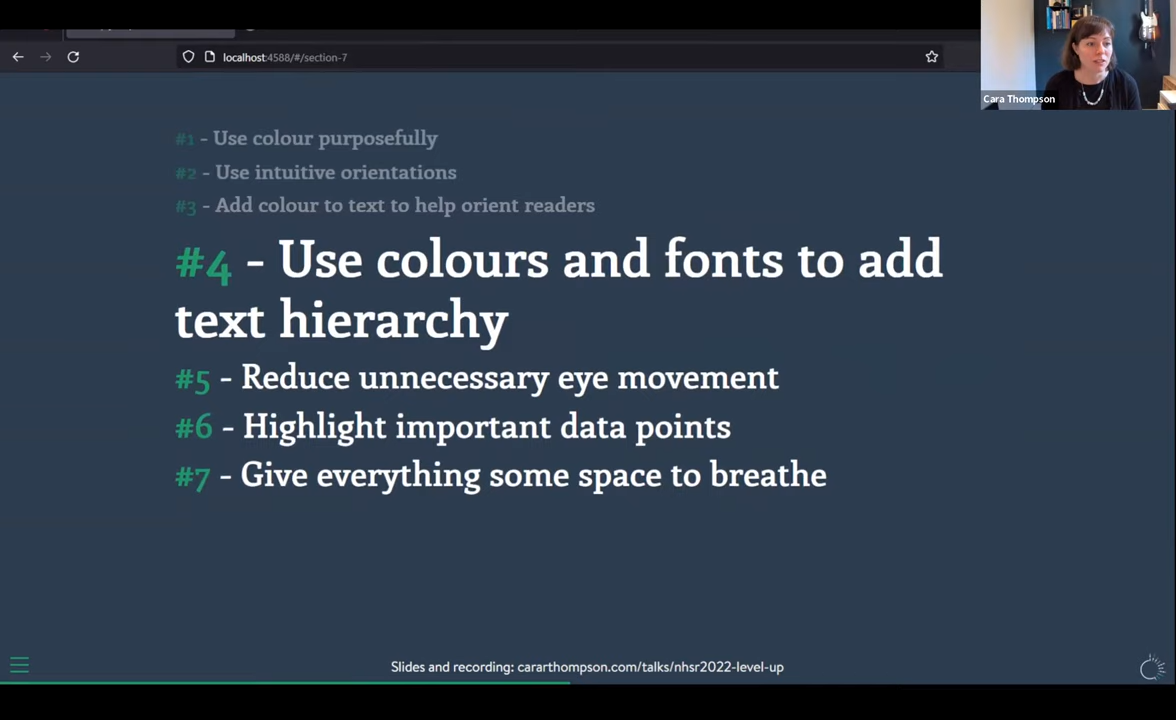 localhost:4588/#/section-7
Cara Thompson
#1 - Use colour purposefully
#2 - Use intuitive orientations
#3 - Add colour to text to help orient readers
#4 - Use colours and fonts to add
text hierarchy
#5 - Reduce unnecessary eye movement
#6 - Highlight important data points
#7 - Give everything some space to breathe
Slides and recording: cararthompson.com/talks/nhsr2022-level-up